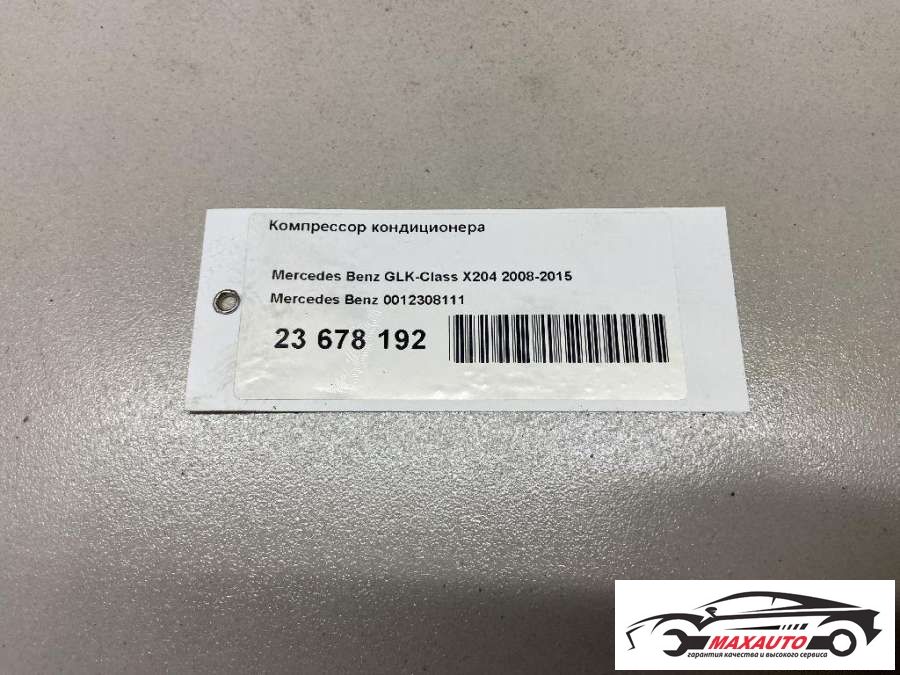 Компрессор кондиционера
Mercedes Benz GLK-Class X204 2008-2015
Mercedes Benz 0012308111
23 678 192
MAXAUTO
гарантия качества и высокого сервиса